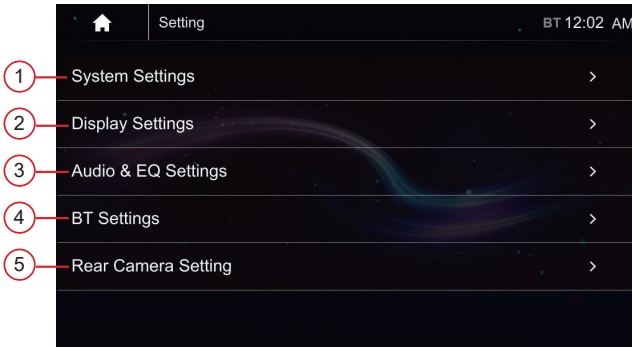 Setting BT 12:02 AM
1 System Settings
2 Display Settings
3 Audio & EQ Settings
4 BT Settings
5 Rear Camera Setting